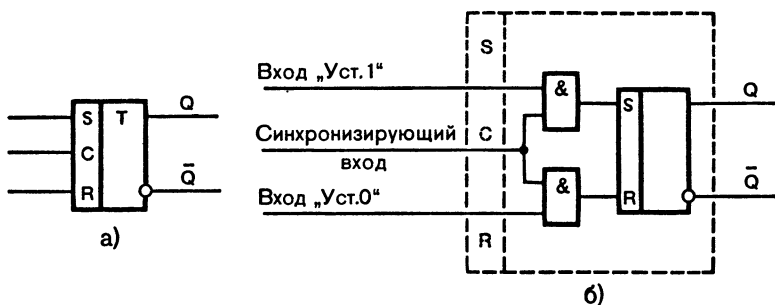 S T Q
C
R Q̄
а)
S
Вход „Уст.1“
& S Q
Синхронизирующий C
вход
& R Q̄
Вход „Уст.0“
R
б)